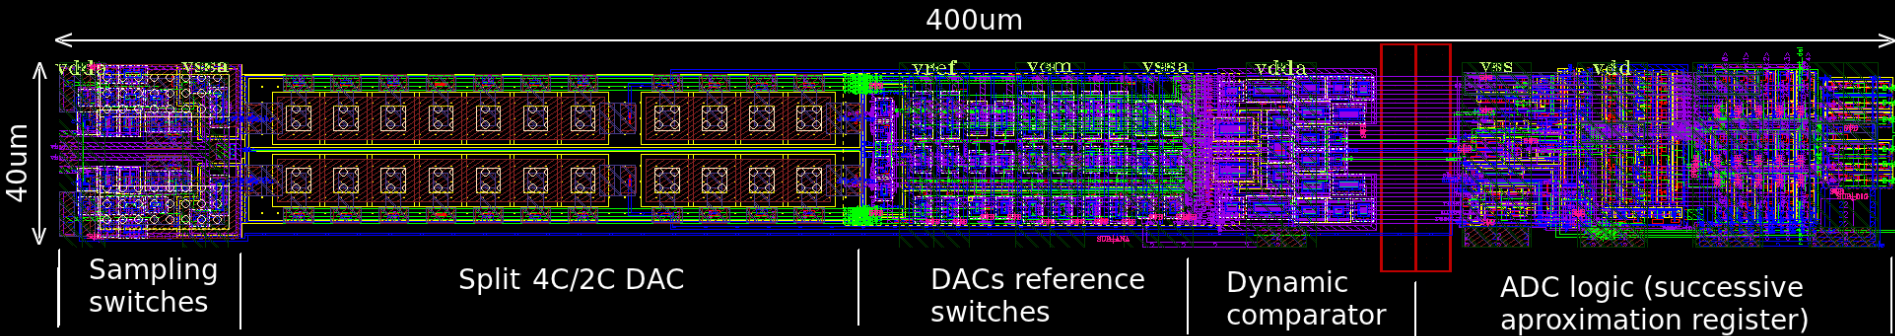 400um
40um
vdda vssa vref vcm vssa vdda vss vdd
Sampling
switches
Split 4C/2C DAC
DACs reference
switches
Dynamic
comparator
ADC logic (successive
aproximation register)